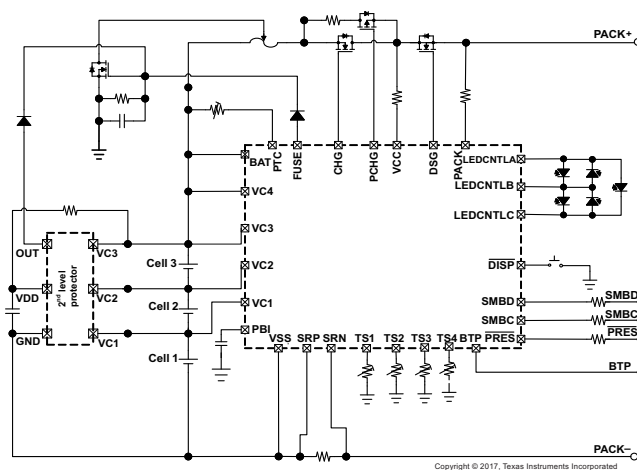 PACK+
BAT
PTC
FUSE
CHG
PCHG
VCC
DSG
PACK
LEDCNTLA
VC4
LEDCNTLB
LEDCNTLC
VC3
OUT
VC3
2nd level protector
Cell 3
VC2
DISP
VDD
VC2
Cell 2
VC1
SMBD
SMBD
SMBC
SMBC
GND
VC1
PBI
Cell 1
VSS
SRP
SRN
TS1
TS2
TS3
TS4
BTP
PRES
PRES
BTP
PACK–
Copyright © 2017, Texas Instruments Incorporated